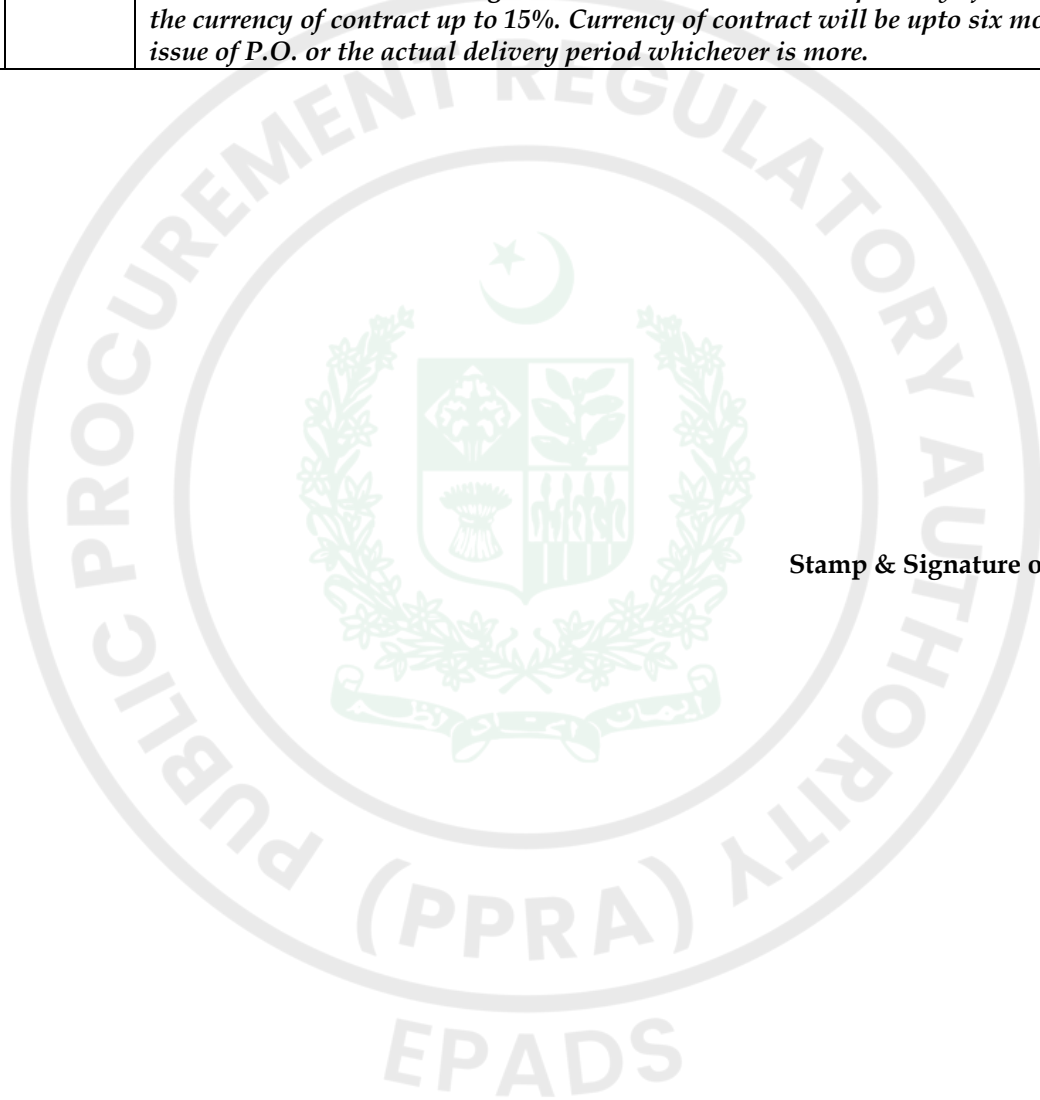 the currency of contract up to 15%. Currency of contract will be upto six
issue of P.O. or the actual delivery period whichever is more.
Stamp & Signature
PUBLIC PROCUREMENT REGULATORY AUTHORITY
(PPRA)
EPADS